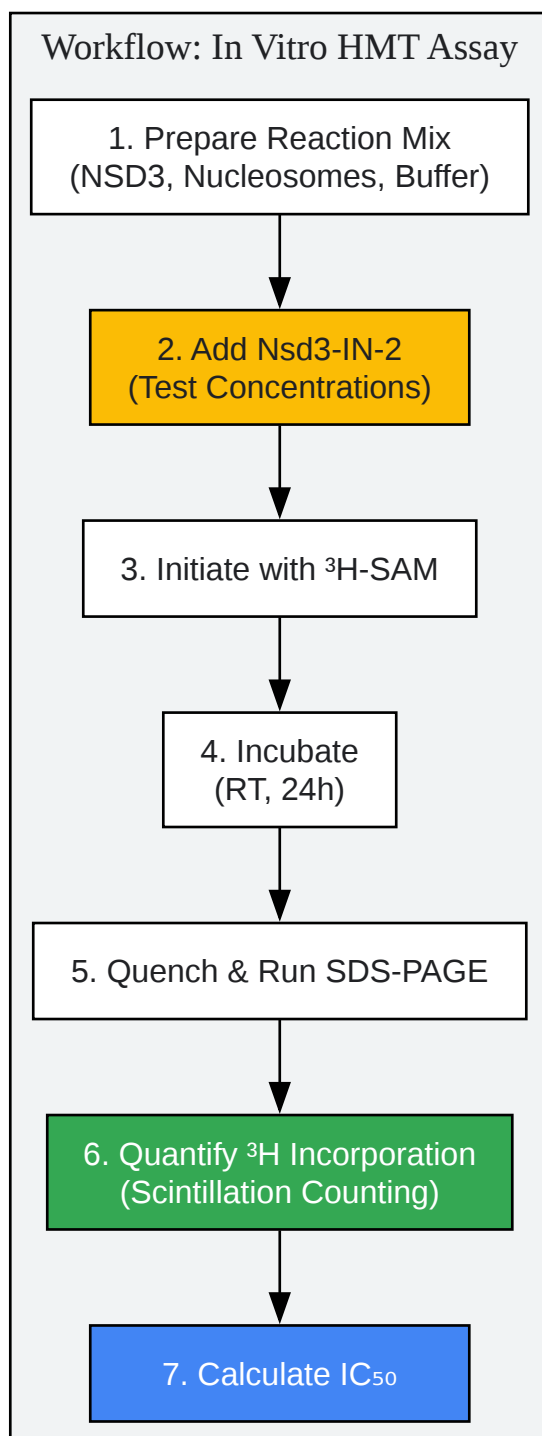 Workflow: In Vitro HMT Assay
1. Prepare Reaction Mix
(NSD3, Nucleosomes, Buffer)
2. Add Nsd3-IN-2
(Test Concentrations)
3. Initiate with ³H-SAM
4. Incubate
(RT, 24h)
5. Quench & Run SDS-PAGE
6. Quantify ³H Incorporation
(Scintillation Counting)
7. Calculate IC₅₀